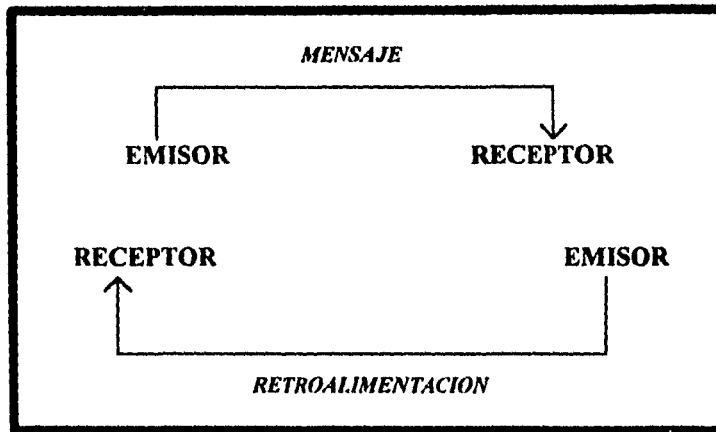 MENSAJE
EMISOR RECEPTOR
RECEPTOR EMISOR
RETROALIMENTACION